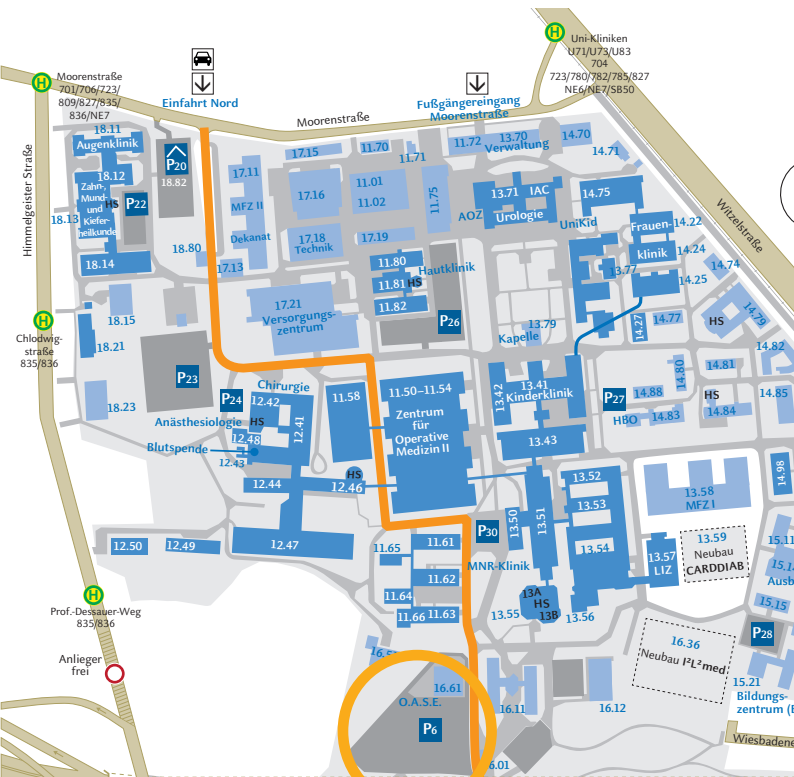 Uni-Kliniken
U71/U73/U83
704
723/780/782/785/827
NE6/NE7/SB50
Moorenstraße
701/706/723/
809/827/835/
836/NE7
Einfahrt Nord
Fußgängereingang
Moorenstraße
Moorenstraße
Himmelgeister Straße
Witzelstraße
18.11
Augenklinik
18.12
Zahn-,
Mund-
und
Kiefer-
heilkunde
HS
P22
18.13
18.14
P20
18.82
18.80
17.11
MFZ II
Dekanat
17.13
17.15
17.16
17.18
Technik
11.70
11.71
11.01
11.02
17.19
11.75
11.72
13.70
Verwaltung
14.70
14.71
AOZ
13.71
IAC
Urologie
14.75
UniKid
Frauen-
klinik
14.22
14.24
14.25
13.77
14.74
11.80
11.81
HS
11.82
Hautklinik
P26
17.21
Versorgungs-
zentrum
Kapelle
13.79
14.27
14.77
HS
14.79
14.82
H
Chlodwig-
straße
835/836
18.15
18.21
18.23
P23
P24
Chirurgie
12.42
12.41
Anästhesiologie
HS
12.48
Blutspende
12.43
12.44
HS
12.46
12.47
12.50
12.49
11.58
11.50–11.54
Zentrum
für
Operative
Medizin II
13.42
13.41
Kinderklinik
13.43
P27
HBO
14.88
14.83
14.80
14.81
HS
14.84
14.85
13.52
13.53
13.54
13.50
13.51
P30
13.58
MFZ I
14.98
13.59
Neubau
CARDDIAB
13.57
LIZ
11.65
11.61
11.62
11.64
11.66
11.63
MNR-Klinik
13A
HS
13B
13.55
13.56
15.11
15.1
Ausb
15.15
P28
16.36
Neubau I²L²med
15.21
Bildungs-
zentrum (B
Wiesbadene
H
Prof.-Dessauer-Weg
835/836
Anlieger
frei
16.5
16.61
O.A.S.E.
P6
16.11
16.12
6.01
H
H